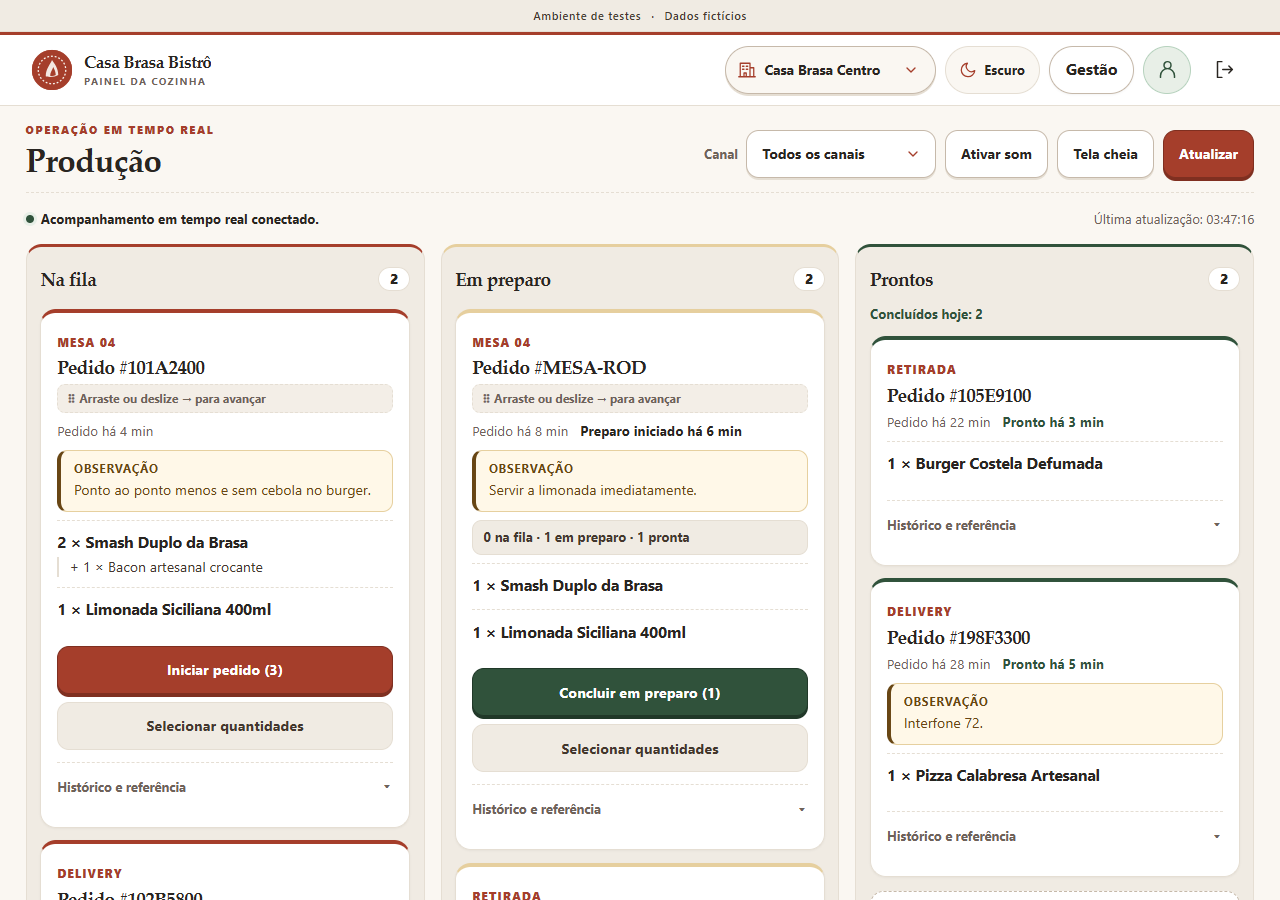 Ambiente de testes · Dados fictícios
Casa Brasa Bistrô
PAINEL DA COZINHA
Casa Brasa Centro
Escuro
Gestão
OPERAÇÃO EM TEMPO REAL
Produção
Canal
Todos os canais
Ativar som
Tela cheia
Atualizar
Acompanhamento em tempo real conectado.
Última atualização: 03:47:16
Na fila
2
MESA 04
Pedido #101A2400
⠿ Arraste ou deslize → para avançar
Pedido há 4 min
OBSERVAÇÃO
Ponto ao ponto menos e sem cebola no burger.
2 × Smash Duplo da Brasa
+ 1 × Bacon artesanal crocante
1 × Limonada Siciliana 400ml
Iniciar pedido (3)
Selecionar quantidades
Histórico e referência
DELIVERY
Pedido #102B5800
Em preparo
2
MESA 04
Pedido #MESA-ROD
⠿ Arraste ou deslize → para avançar
Pedido há 8 min Preparo iniciado há 6 min
OBSERVAÇÃO
Servir a limonada imediatamente.
0 na fila · 1 em preparo · 1 pronta
1 × Smash Duplo da Brasa
1 × Limonada Siciliana 400ml
Concluir em preparo (1)
Selecionar quantidades
Histórico e referência
RETIRADA
Prontos
2
Concluídos hoje: 2
RETIRADA
Pedido #105E9100
Pedido há 22 min Pronto há 3 min
1 × Burger Costela Defumada
Histórico e referência
DELIVERY
Pedido #198F3300
Pedido há 28 min Pronto há 5 min
OBSERVAÇÃO
Interfone 72.
1 × Pizza Calabresa Artesanal
Histórico e referência